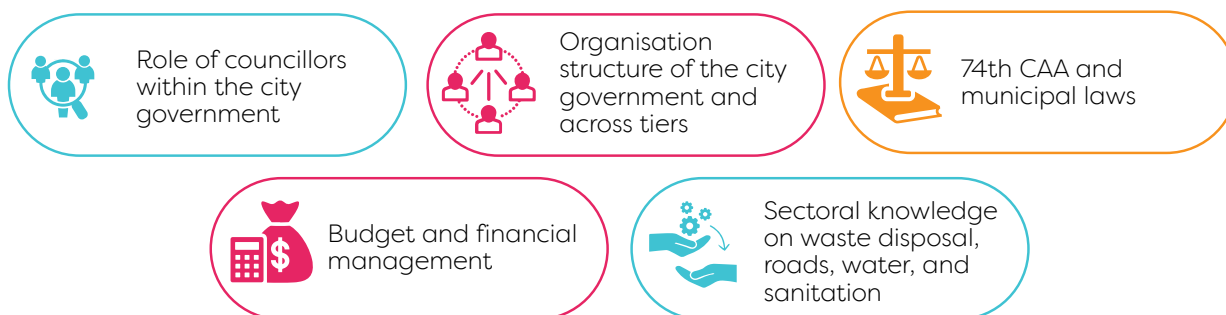 Role of councillors
within the city
government
Organisation
structure of the city
government and
across tiers
74th CAA and
municipal laws
Budget and financial
management
$
Sectoral knowledge
on waste disposal,
roads, water, and
sanitation